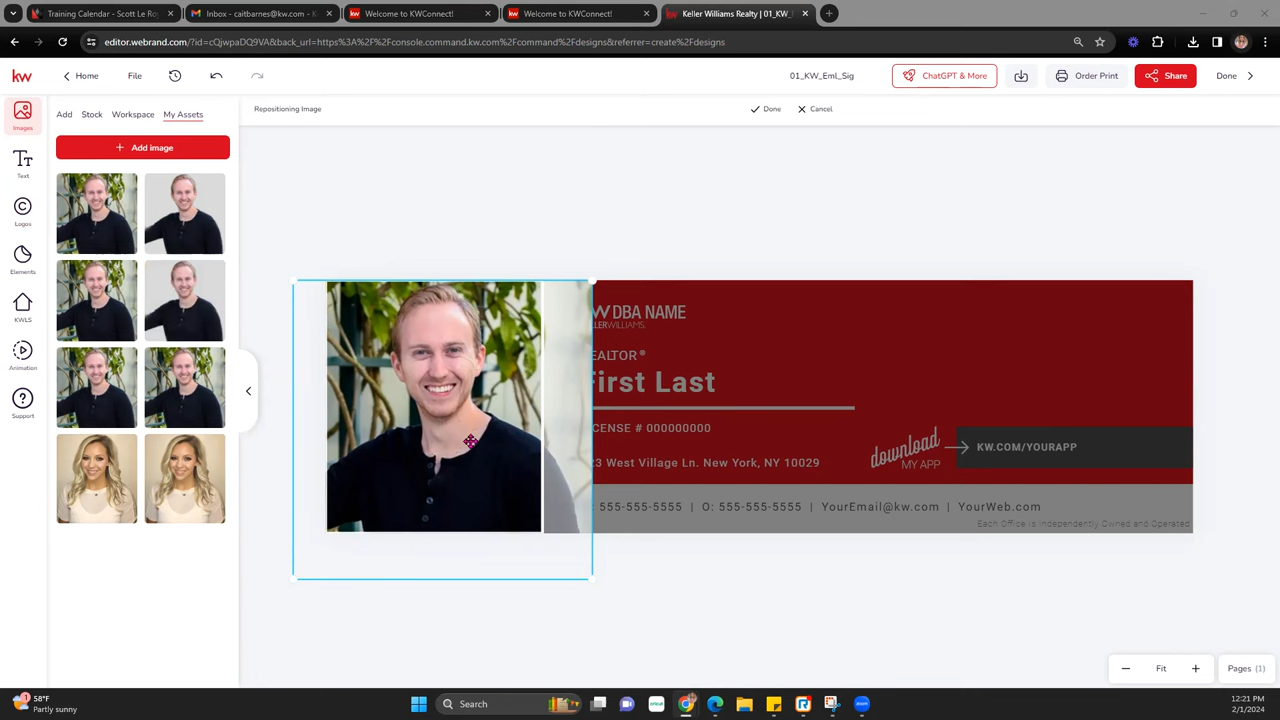 Training Calendar - Scott Le Ro
Inbox - caitbarnes@kw.com - K
Welcome to KWConnect!
Welcome to KWConnect!
Keller Williams Realty | 01_KW_
editor.webrand.com/?id=cQjwpaDQ9VA&back_url=https%3A%2F%2Fconsole.command.kw.com%2Fcommand%2Fdesigns&referrer=create%2Fdesigns
kw Home File 01_KW_Eml_Sig ChatGPT & More Order Print Share Done
Images
Text
Logos
Elements
KWLS
Animation
Support
Add Stock Workspace My Assets
Add image
Repositioning Image Done Cancel
DBA NAME
LLERWILLIAMS.
EALTOR®
First Last
CENSE # 000000000
23 West Village Ln. New York, NY 10029
download
MY APP
KW.COM/YOURAPP
555-555-5555 | O: 555-555-5555 | YourEmail@kw.com | YourWeb.com
Each Office is Independently Owned and Operated
Fit Pages (1)
1
58°F
Partly sunny
Search
cricut
zoom
12:21 PM
2/1/2024